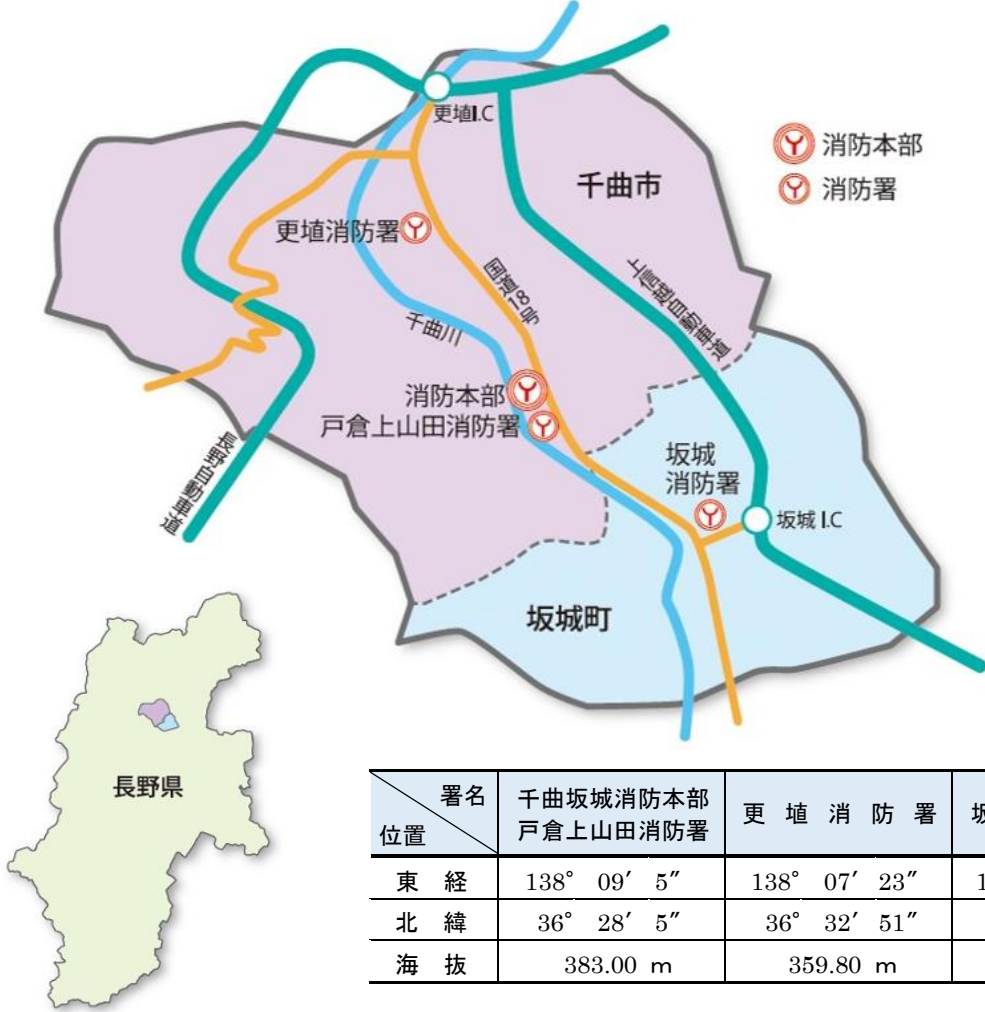 更埴I.C
消防本部
消防署
千曲市
更埴消防署
国道18号
上信越自動車道
千曲川
消防本部
戸倉上山田消防署
坂城
消防署
長野自動車道
坂城 I.C
坂城町
長野県
署名 千曲坂城消防本部 更 埴 消 防 署 坂
位置 戸倉上山田消防署
東 経 138° 09′ 5″ 138° 07′ 23″ 1
北 緯 36° 28′ 5″ 36° 32′ 51″
海 抜 383.00 m 359.80 m